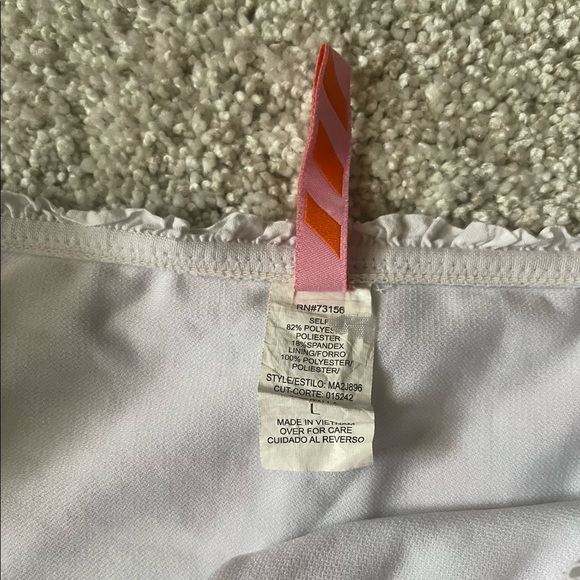 RN#73156
SELF
82% POLYES
POLIESTER
18%SPANDEX
LINING/FORRO
100% POLYESTER/
POLIESTER/
STYLE/ESTILO: MA2J896
CUT-CORTE: 015242
L
MADE IN VIETNAM
OVER FOR CARE
CUIDADO AL REVERSO